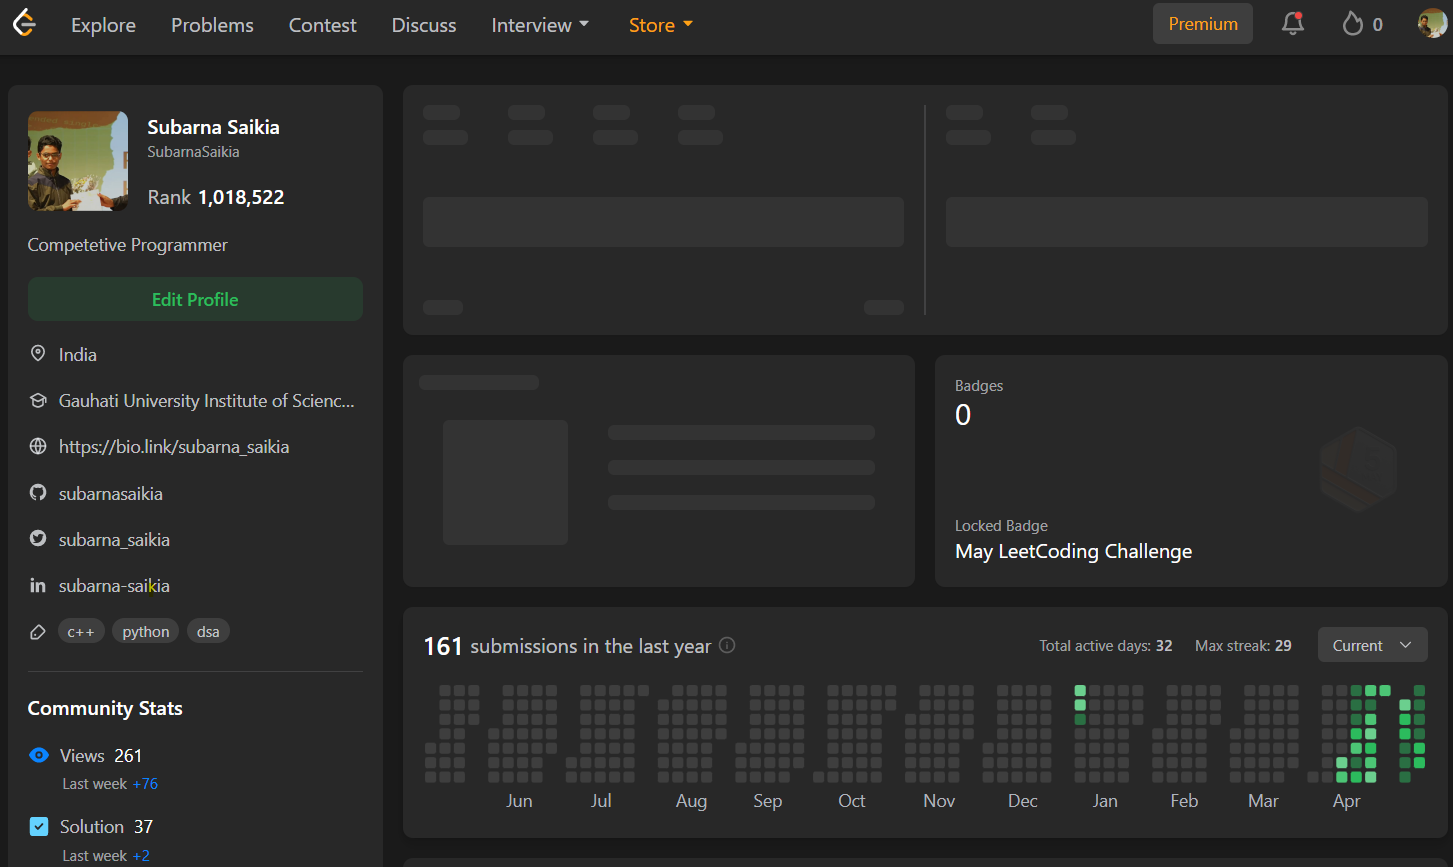 Explore Problems Contest Discuss Interview Store Premium 0
Subarna Saikia
SubarnaSaikia
Rank 1,018,522
Competetive Programmer
Edit Profile
India
Gauhati University Institute of Scienc...
https://bio.link/subarna_saikia
subarnasaikia
subarna_saikia
subarna-saikia
c++ python dsa
Community Stats
Views 261
Last week +76
Solution 37
Last week +2
Badges
0
Locked Badge
May LeetCoding Challenge
161 submissions in the last year Total active days: 32 Max streak: 29 Current
Jun Jul Aug Sep Oct Nov Dec Jan Feb Mar Apr